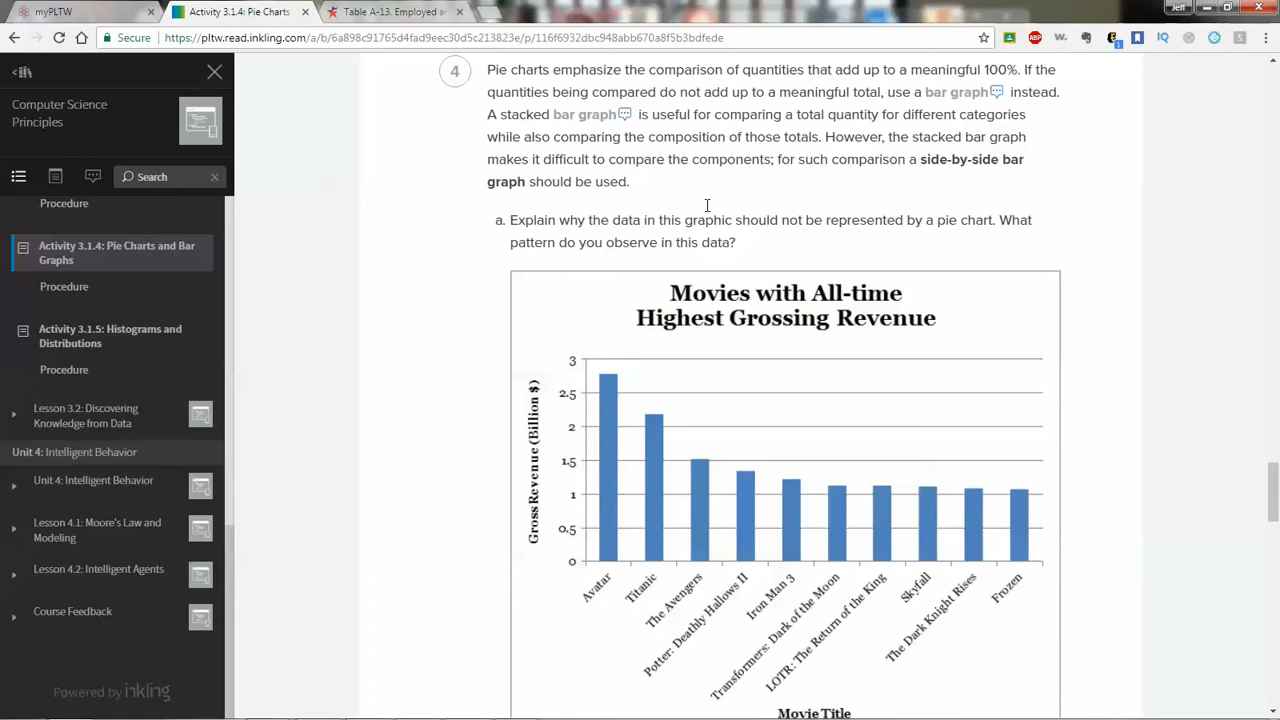 myPLTW
Activity 3.1.4: Pie Charts
Table A-13. Employed a
Jeff
Secure
https://pltw.read.inkling.com/a/b/6a898c91765d4fad9eec30d5c213823e/p/116f6932dbc948abb670a8f5b3bdfede
Computer Science
Principles
Search
Procedure
Activity 3.1.4: Pie Charts and Bar
Graphs
Procedure
Activity 3.1.5: Histograms and
Distributions
Procedure
Lesson 3.2: Discovering
Knowledge from Data
Unit 4: Intelligent Behavior
Unit 4: Intelligent Behavior
Lesson 4.1: Moore's Law and
Modeling
Lesson 4.2: Intelligent Agents
Course Feedback
Powered by inkling
4
Pie charts emphasize the comparison of quantities that add up to a meaningful 100%. If the
quantities being compared do not add up to a meaningful total, use a bar graph instead.
A stacked bar graph is useful for comparing a total quantity for different categories
while also comparing the composition of those totals. However, the stacked bar graph
makes it difficult to compare the components; for such comparison a side-by-side bar
graph should be used.
a. Explain why the data in this graphic should not be represented by a pie chart. What
pattern do you observe in this data?
Movies with All-time
Highest Grossing Revenue
Gross Revenue (Billion $)
3
2.5
2
1.5
1
0.5
0
Avatar
Titanic
The Avengers
Potter: Deathly Hallows II
Iron Man 3
Transformers: Dark of the Moon
LOTR: The Return of the King
Skyfall
The Dark Knight Rises
Frozen
Movie Title